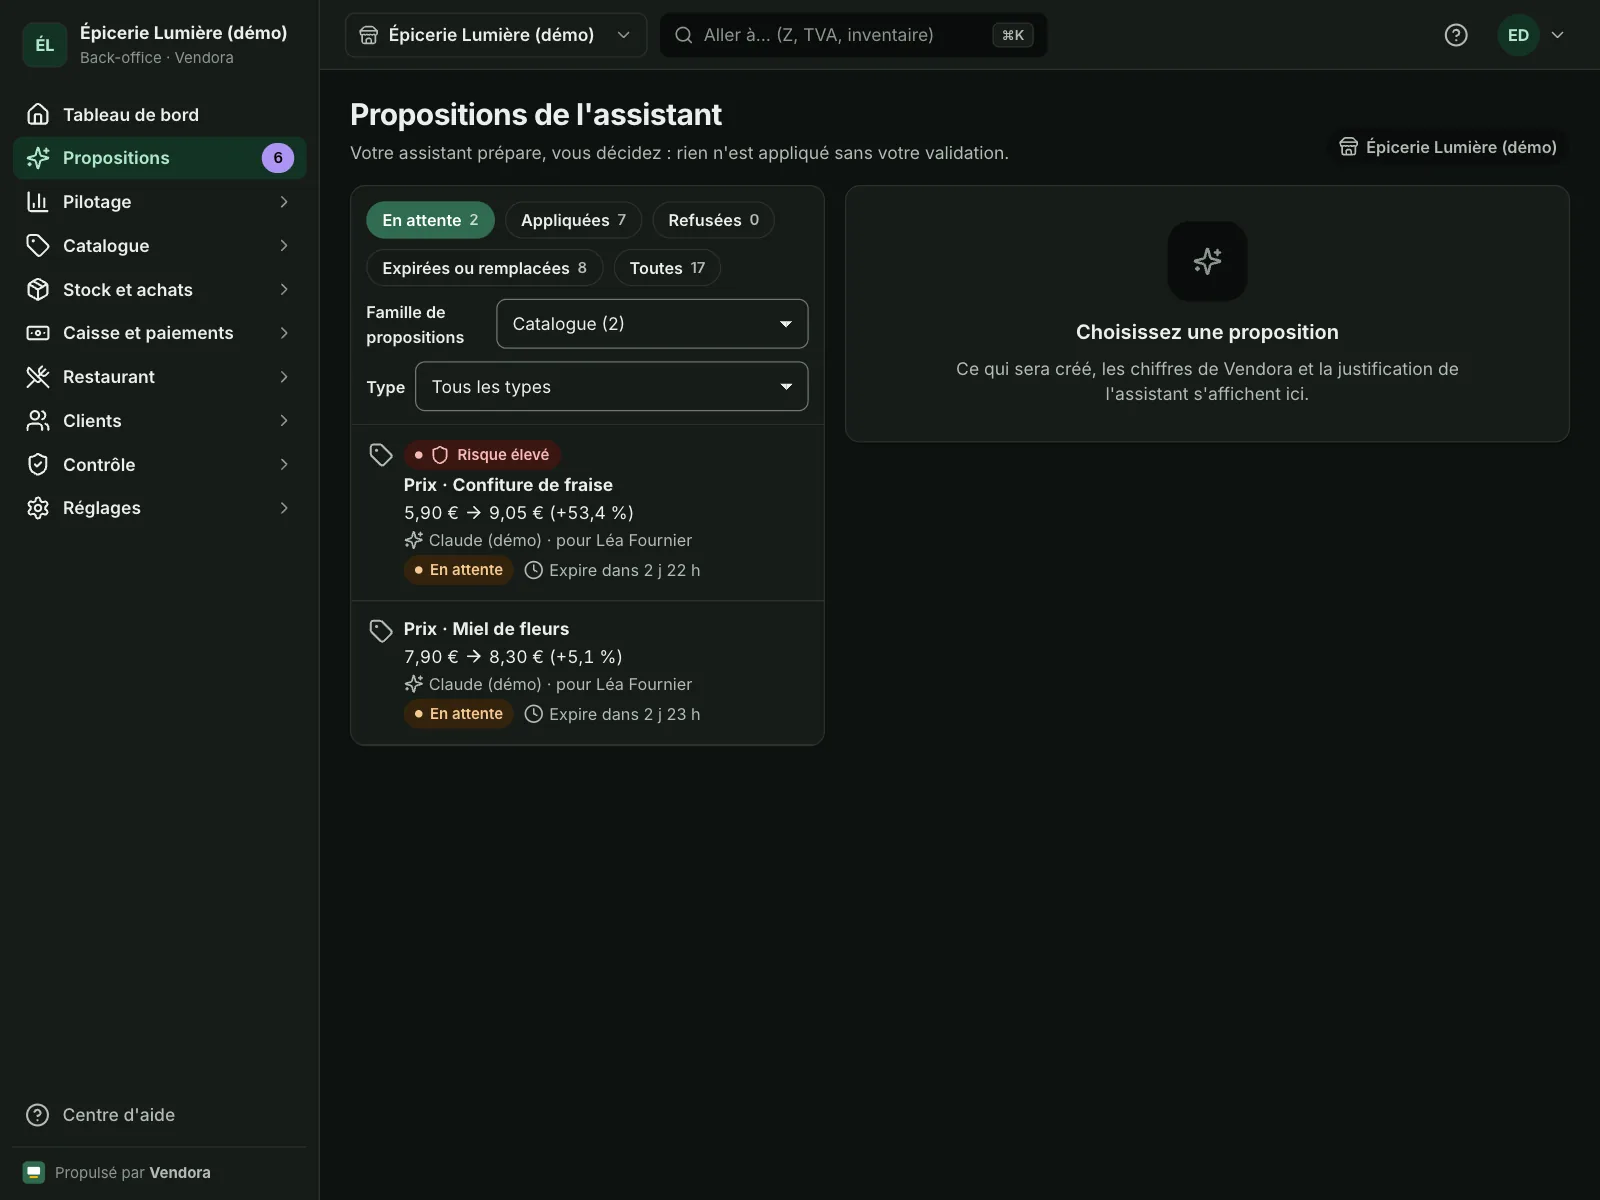 ÉL
Épicerie Lumière (démo)
Back-office · Vendora
Tableau de bord
Propositions 6
Pilotage
Catalogue
Stock et achats
Caisse et paiements
Restaurant
Clients
Contrôle
Réglages
Centre d'aide
Propulsé par Vendora
Épicerie Lumière (démo)
Aller à... (Z, TVA, inventaire) ⌘K
ED
Propositions de l'assistant
Votre assistant prépare, vous décidez : rien n'est appliqué sans votre validation.
Épicerie Lumière (démo)
En attente 2 Appliquées 7 Refusées 0
Expirées ou remplacées 8 Toutes 17
Famille de
propositions
Catalogue (2)
Type Tous les types
Risque élevé
Prix · Confiture de fraise
5,90 € → 9,05 € (+53,4 %)
Claude (démo) · pour Léa Fournier
En attente Expire dans 2 j 22 h
Prix · Miel de fleurs
7,90 € → 8,30 € (+5,1 %)
Claude (démo) · pour Léa Fournier
En attente Expire dans 2 j 23 h
Choisissez une proposition
Ce qui sera créé, les chiffres de Vendora et la justification de
l'assistant s'affichent ici.